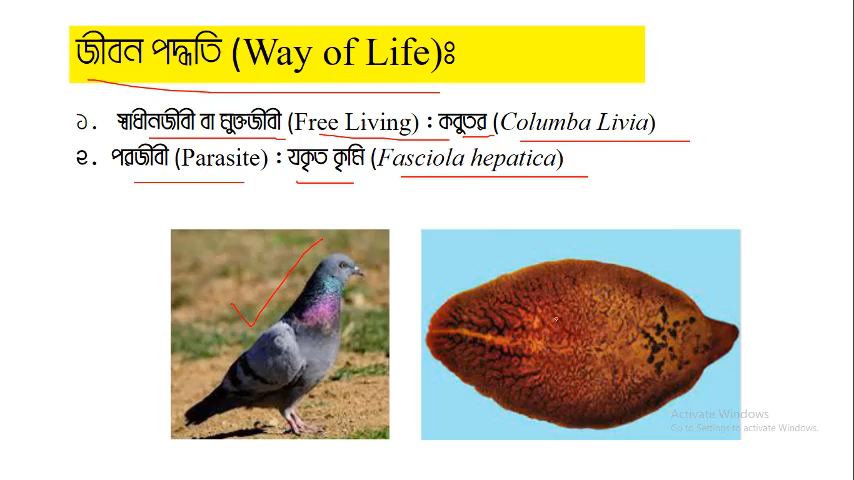 জীবন পদ্ধতি (Way of Life)ঃ
১. স্বাধীনজীবী বা মুক্তজীবী (Free Living) : কবুতর (Columba Livia)
২. পরজীবী (Parasite) : যকৃত কৃমি (Fasciola hepatica)
Activate Windows
Go to Settings to activate Windows.